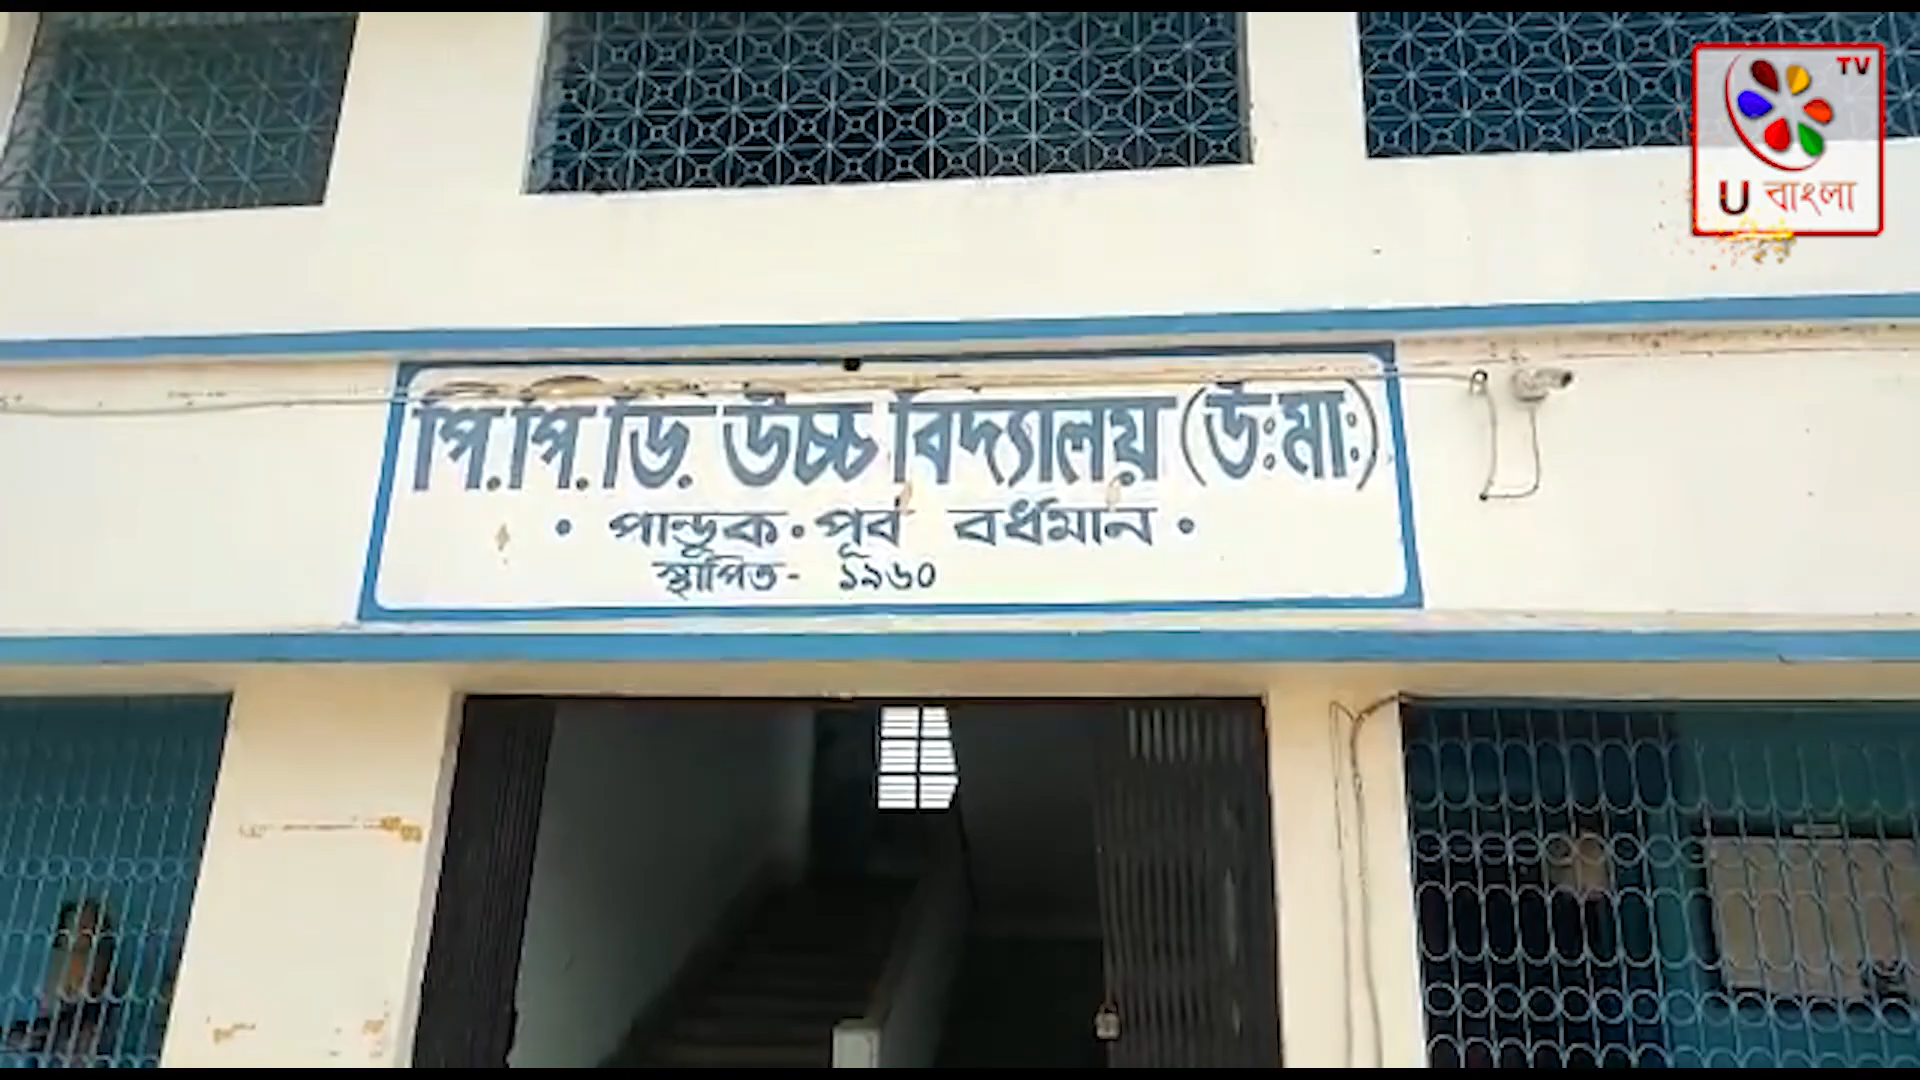 TV
U বাংলা
পি.পি.ডি. উচ্চ বিদ্যালয় (উঃমাঃ)
• পান্ডুক • পূর্ব বর্ধমান •
স্থাপিত - ১৯৬০